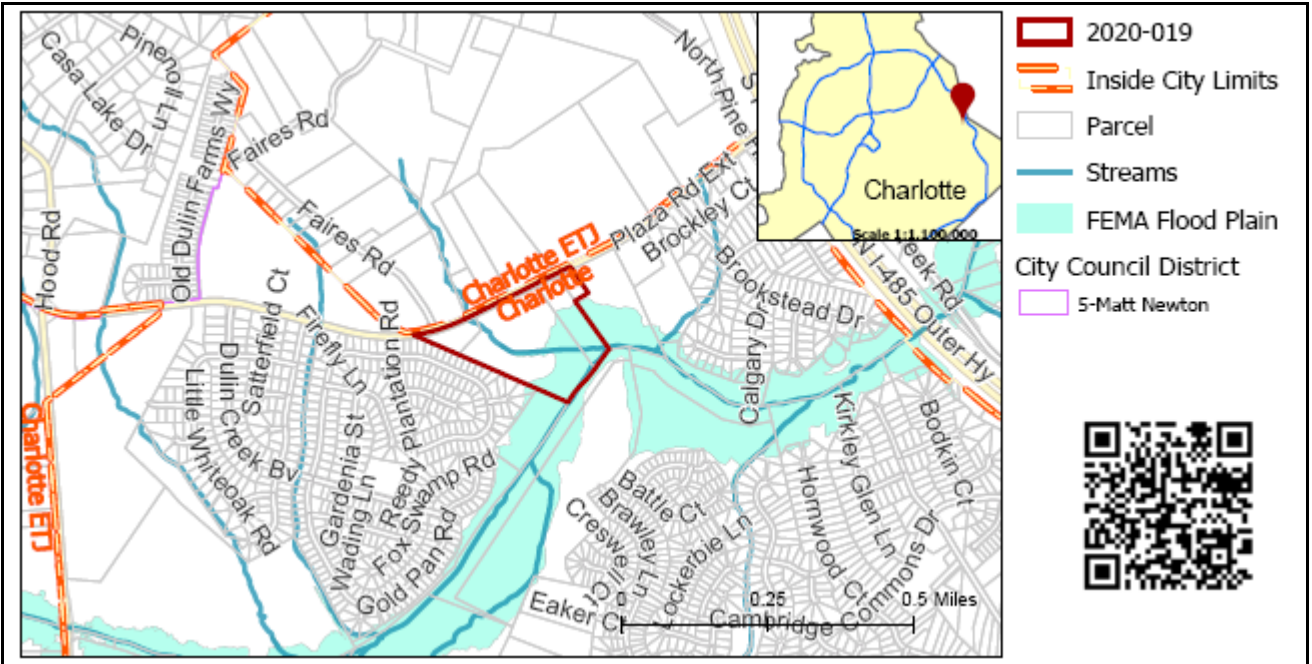 Pinenoll Ln
Casa Lake Dr
Old Dulin Farms Wy
Faires Rd
Faires Rd
Hood Rd
North Pine
Plaza Rd Ext
Brockley Ct
Charlotte ETJ
Charlotte
Brookstead Dr
Calgary Dr
N I-485 Outer Hy
Satterfield Ct
Firefly Ln
Reedy Plantation Rd
Dulin Creek Bv
Little Whiteoak Rd
Gardenia St
Wading Ln
Fox Swamp Rd
Gold Pan Rd
Charlotte ETJ
Kirkley Glen Ln
Bodkin Ct
Hornwood Ct
Battle Ct
Brawley Ln
Creswell Ct
Lockerbie Ln
Eaker Ct
Cambridge Commons Dr
0 0.25 0.5 Miles
Charlotte
Scale 1:1,100,000
2020-019
Inside City Limits
Parcel
Streams
FEMA Flood Plain
City Council District
5-Matt Newton